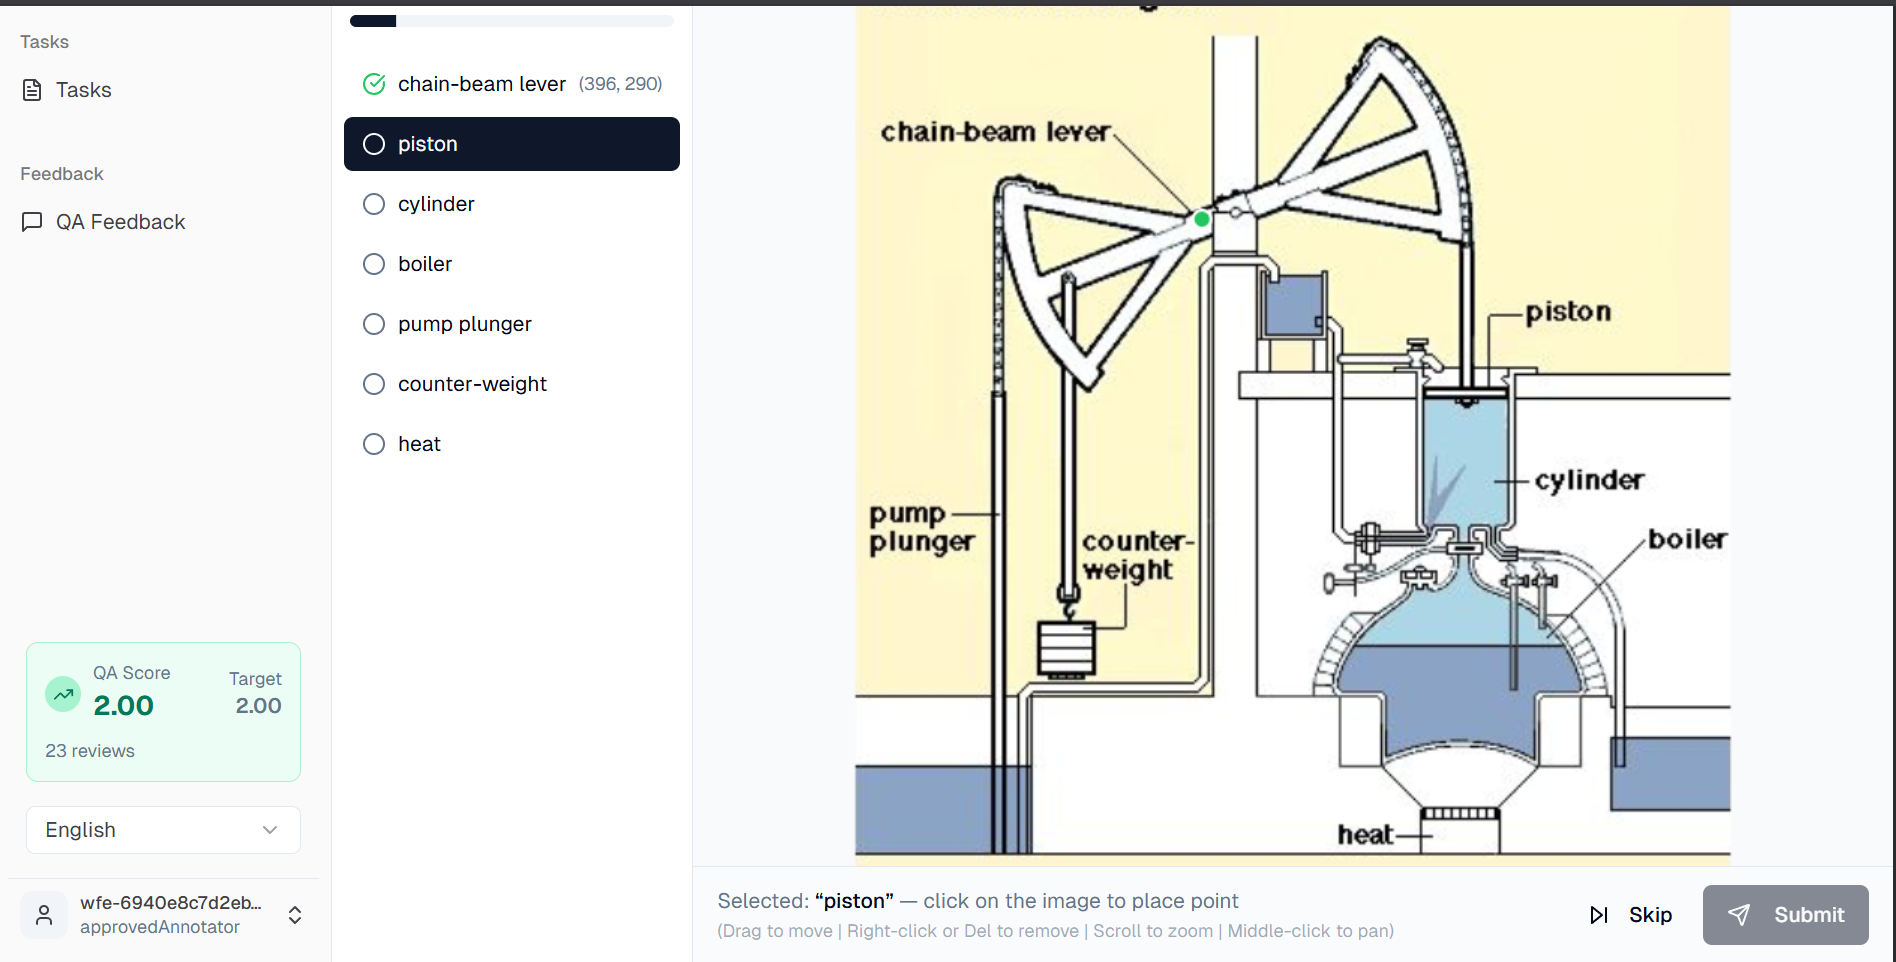 Tasks
Tasks
Feedback
QA Feedback
QA Score
2.00
Target
2.00
23 reviews
English
wfe-6940e8c7d2eb...
approvedAnnotator
chain-beam lever (396, 290)
piston
cylinder
boiler
pump plunger
counter-weight
heat
chain-beam lever
piston
cylinder
boiler
pump
plunger
counter-
weight
heat
Selected: “piston” — click on the image to place point
(Drag to move | Right-click or Del to remove | Scroll to zoom | Middle-click to pan)
Skip
Submit